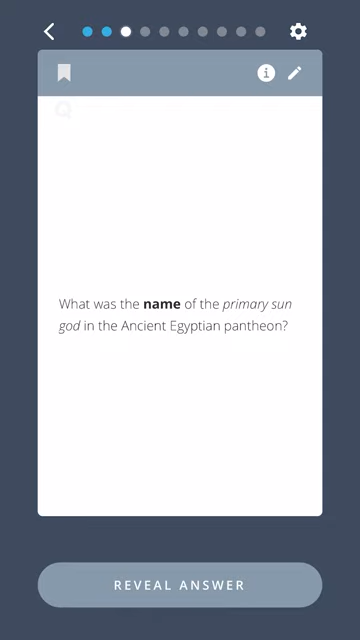 What was the name of the primary sun
god in the Ancient Egyptian pantheon?
REVEAL ANSWER